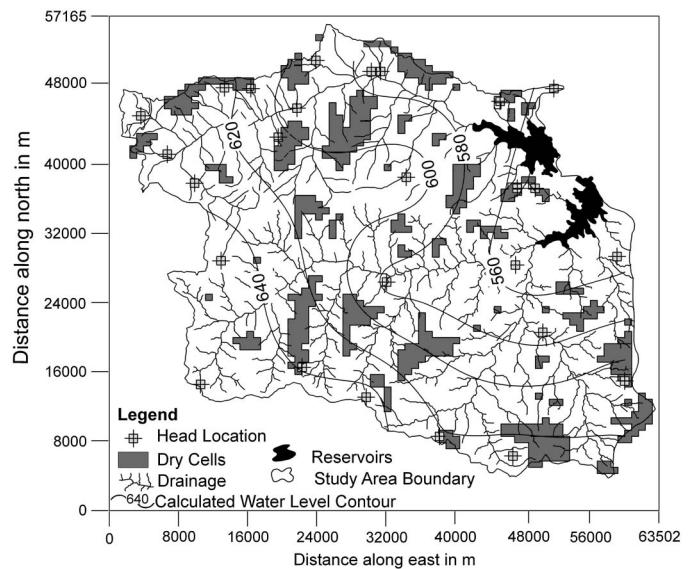 57165
48000
40000
32000
24000
16000
8000
0
Distance along north in m
620
600
580
560
640
Legend
Head Location
Dry Cells
Drainage
640 Calculated Water Level Contour
Reservoirs
Study Area Boundary
0 8000 16000 24000 32000 40000 48000 56000 63502
Distance along east in m